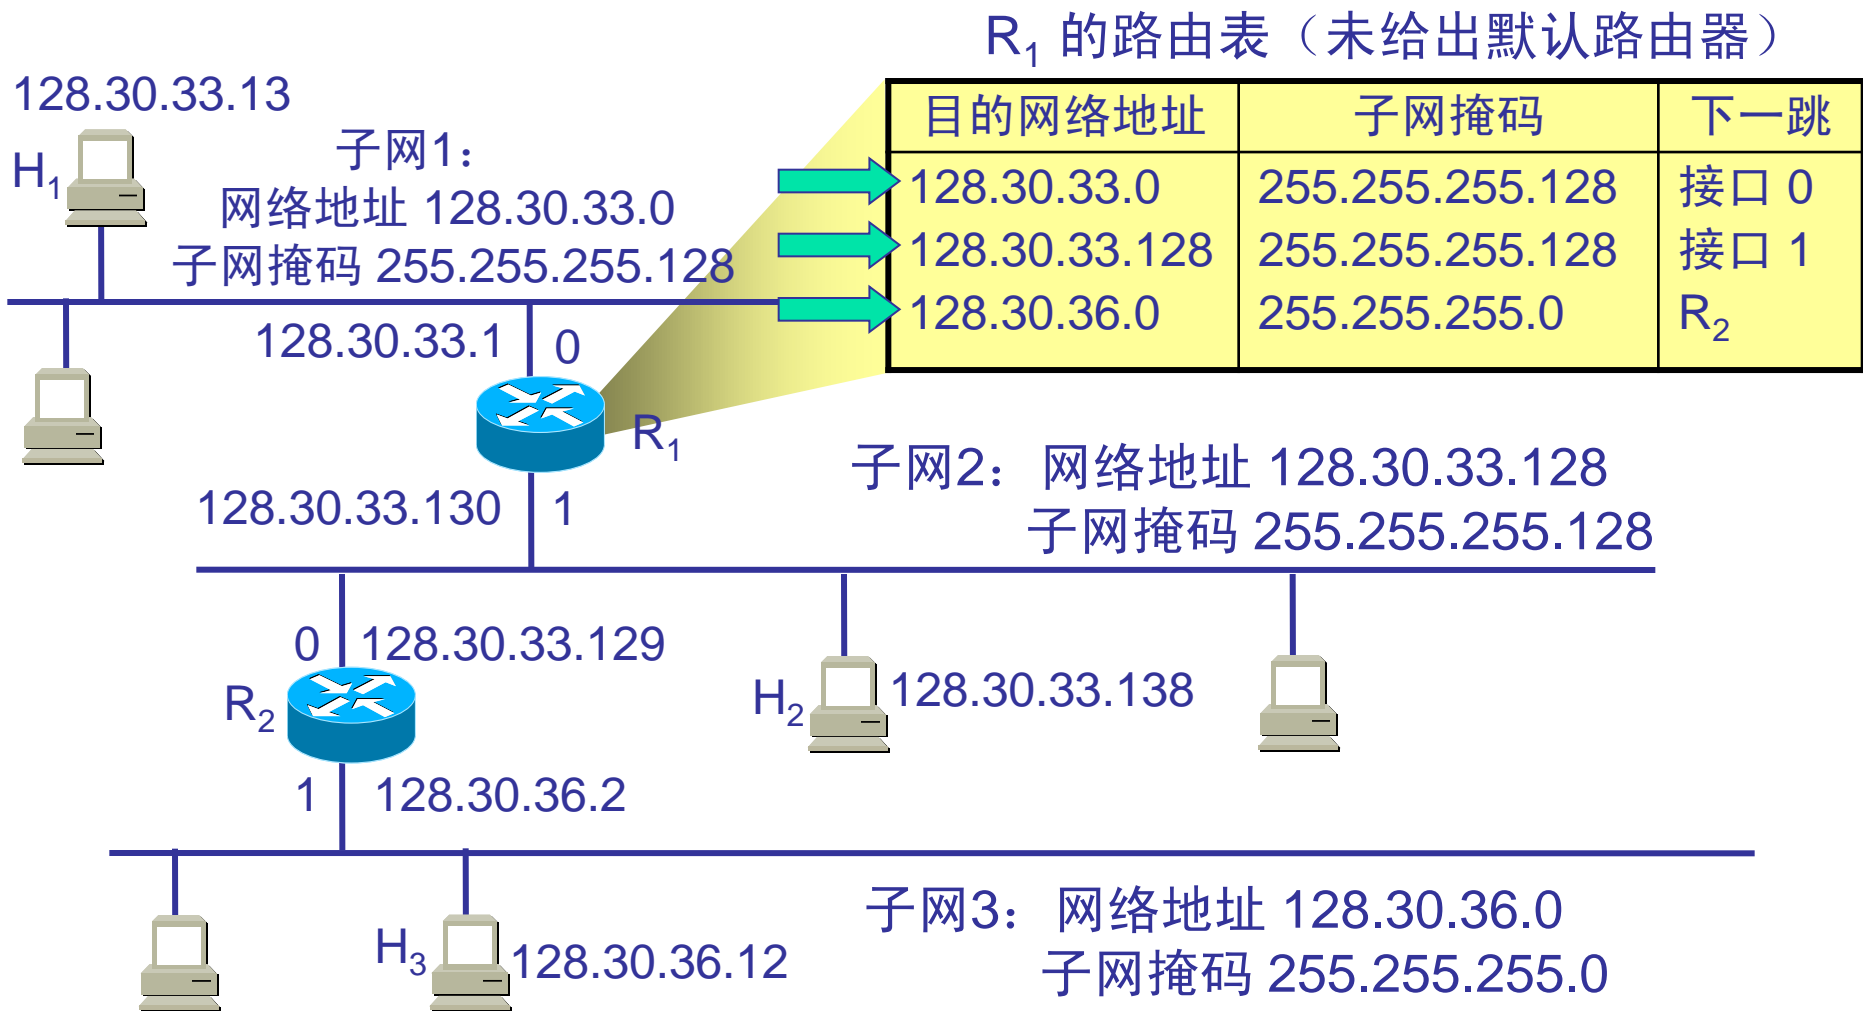 R1 的路由表（未给出默认路由器）
目的网络地址 子网掩码 下一跳
128.30.33.0 255.255.255.128 接口 0
128.30.33.128 255.255.255.128 接口 1
128.30.36.0 255.255.255.0 R2
128.30.33.13
H1
子网1：
网络地址 128.30.33.0
子网掩码 255.255.255.128
128.30.33.1 0
R1
128.30.33.130 1
子网2：网络地址 128.30.33.128
子网掩码 255.255.255.128
0 128.30.33.129
R2
H2 128.30.33.138
1 128.30.36.2
子网3：网络地址 128.30.36.0
子网掩码 255.255.255.0
H3 128.30.36.12